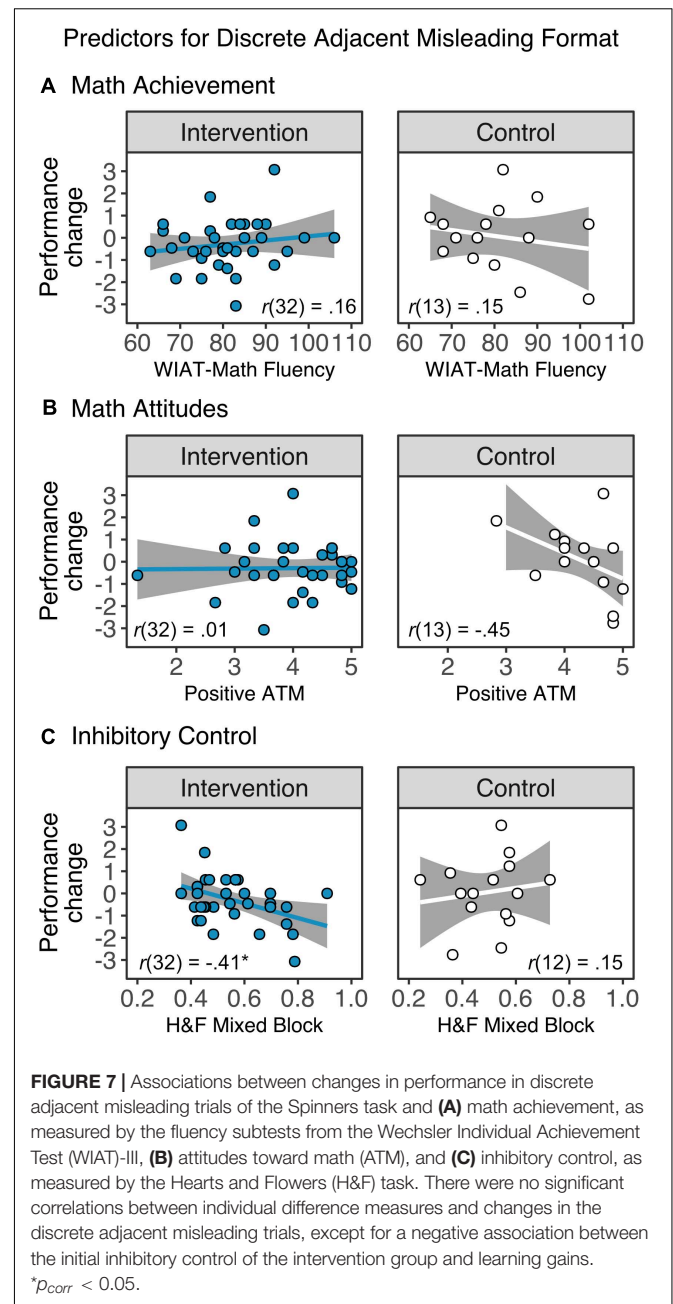 Predictors for Discrete Adjacent Misleading Format
A Math Achievement
Intervention
Control
Performance
change
3
2
1
0
-1
-2
-3
r(32) = .16
r(13) = .15
60 70 80 90 100 110
60 70 80 90 100 110
WIAT-Math Fluency
WIAT-Math Fluency
B Math Attitudes
Intervention
Control
Performance
change
3
2
1
0
-1
-2
-3
r(32) = .01
r(13) = -.45
2 3 4 5
2 3 4 5
Positive ATM
Positive ATM
C Inhibitory Control
Intervention
Control
Performance
change
3
2
1
0
-1
-2
-3
r(32) = -.41*
r(12) = .15
0.2 0.4 0.6 0.8 1.0
0.2 0.4 0.6 0.8 1.0
H&F Mixed Block
H&F Mixed Block
FIGURE 7 | Associations between changes in performance in discrete
adjacent misleading trials of the Spinners task and (A) math achievement, as
measured by the fluency subtests from the Wechsler Individual Achievement
Test (WIAT)-III, (B) attitudes toward math (ATM), and (C) inhibitory control, as
measured by the Hearts and Flowers (H&F) task. There were no significant
correlations between individual difference measures and changes in the
discrete adjacent misleading trials, except for a negative association between
the initial inhibitory control of the intervention group and learning gains.
*pcorr < 0.05.